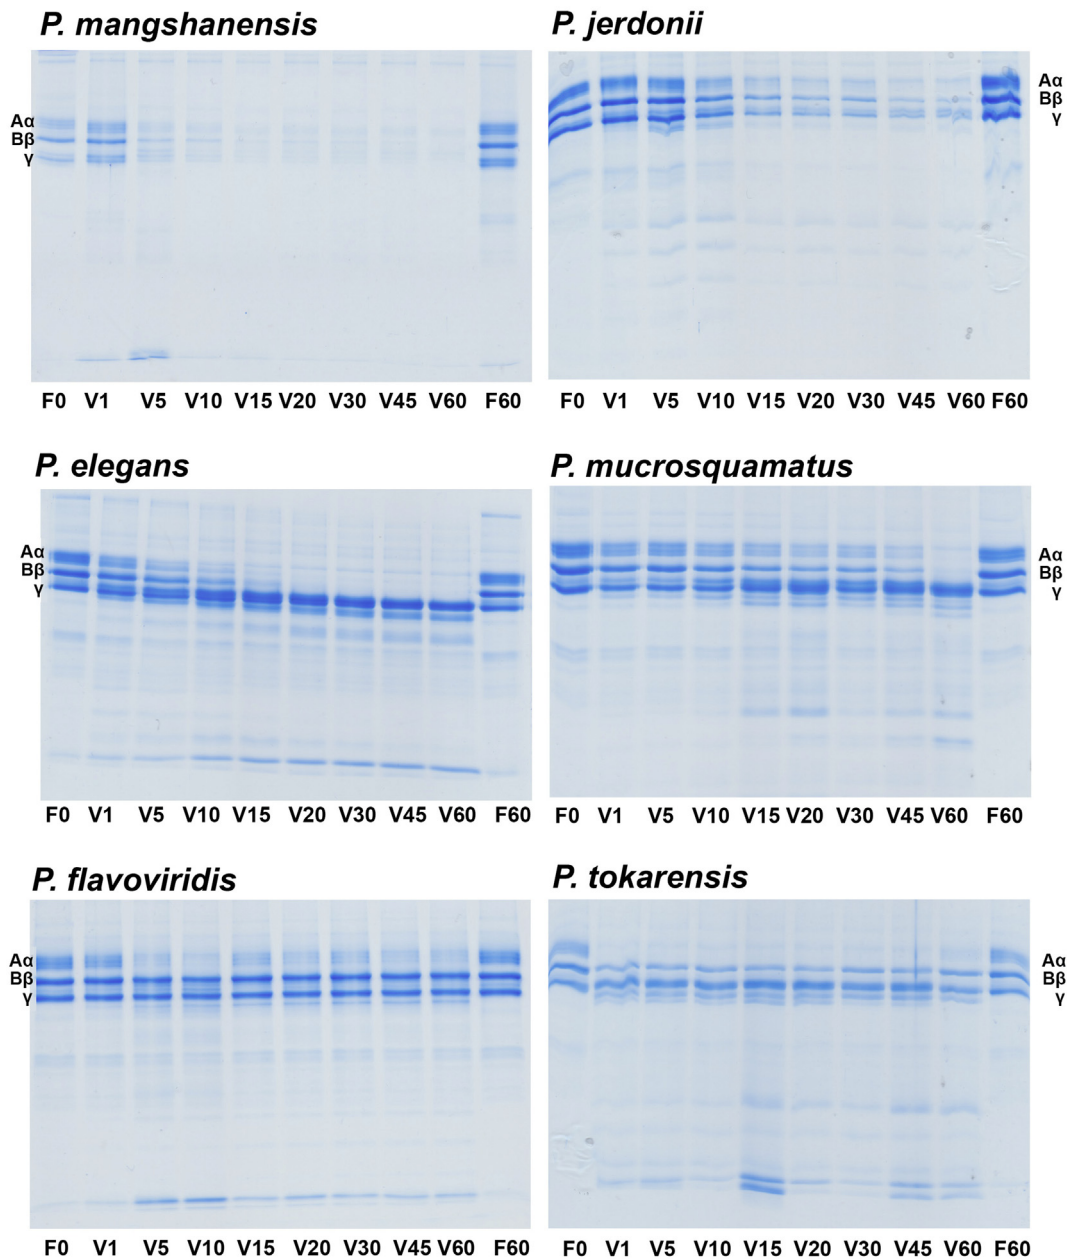 P. mangshanensis
P. jerdonii
Aα
Bβ
γ
Aα
Bβ
γ
F0 V1 V5 V10 V15 V20 V30 V45 V60 F60
F0 V1 V5 V10 V15 V20 V30 V45 V60 F60
P. elegans
P. mucrosquamatus
Aα
Bβ
γ
Aα
Bβ
γ
F0 V1 V5 V10 V15 V20 V30 V45 V60 F60
F0 V1 V5 V10 V15 V20 V30 V45 V60 F60
P. flavoviridis
P. tokarensis
Aα
Bβ
γ
Aα
Bβ
γ
F0 V1 V5 V10 V15 V20 V30 V45 V60 F60
F0 V1 V5 V10 V15 V20 V30 V45 V60 F60